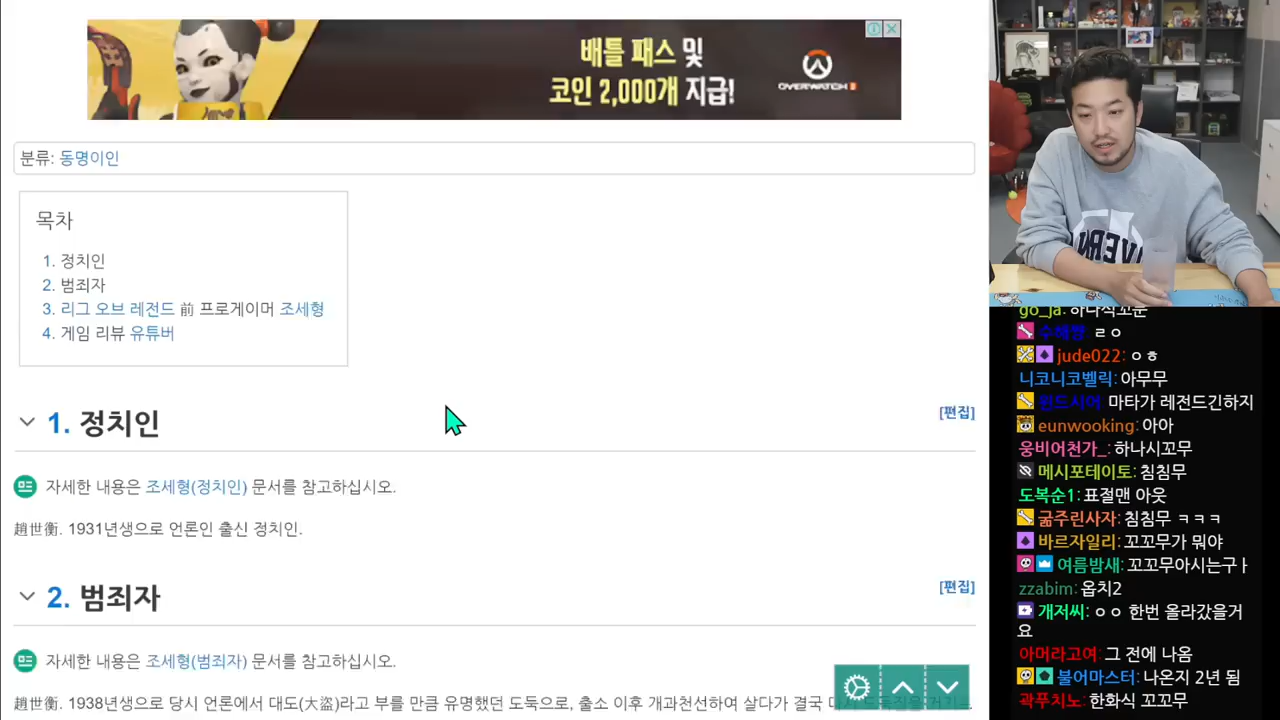 배틀 패스 및
코인 2,000개 지급!
OVERWATCH
분류: 동명이인
목차
1. 정치인
2. 범죄자
3. 리그 오브 레전드 前 프로게이머 조세형
4. 게임 리뷰 유튜버
1. 정치인
[편집]
자세한 내용은 조세형(정치인) 문서를 참고하십시오.
趙世衡. 1931년생으로 언론인 출신 정치인.
2. 범죄자
[편집]
자세한 내용은 조세형(범죄자) 문서를 참고하십시오.
趙世衡. 1938년생으로 당시 언론에서 대도(大盜)라고 부를 만큼 유명했던 도둑으로, 출소 이후 개과천선하여 살다가 결국
go_ja: 하나씩꼬문
수해짱: ㄹㅇ
jude022: ㅇㅎ
니코니코벨릭: 아무무
윈드시어: 마타가 레전드긴하지
eunwooking: 아아
웅비어천가_: 하나시꼬무
메시포테이토: 침침무
도복순1: 표절맨 아웃
굶주린사자: 침침무 ㅋㅋㅋ
바르자일리: 꼬꼬무가 뭐야
여름밤새: 꼬꼬무아시는구ㅏ
zzabim: 옵치2
개저씨: ㅇㅇ 한번 올라갔을거
요
아머라고여: 그 전에 나옴
불어마스터: 나온지 2년 됨
곽푸치노: 한화식 꼬꼬무